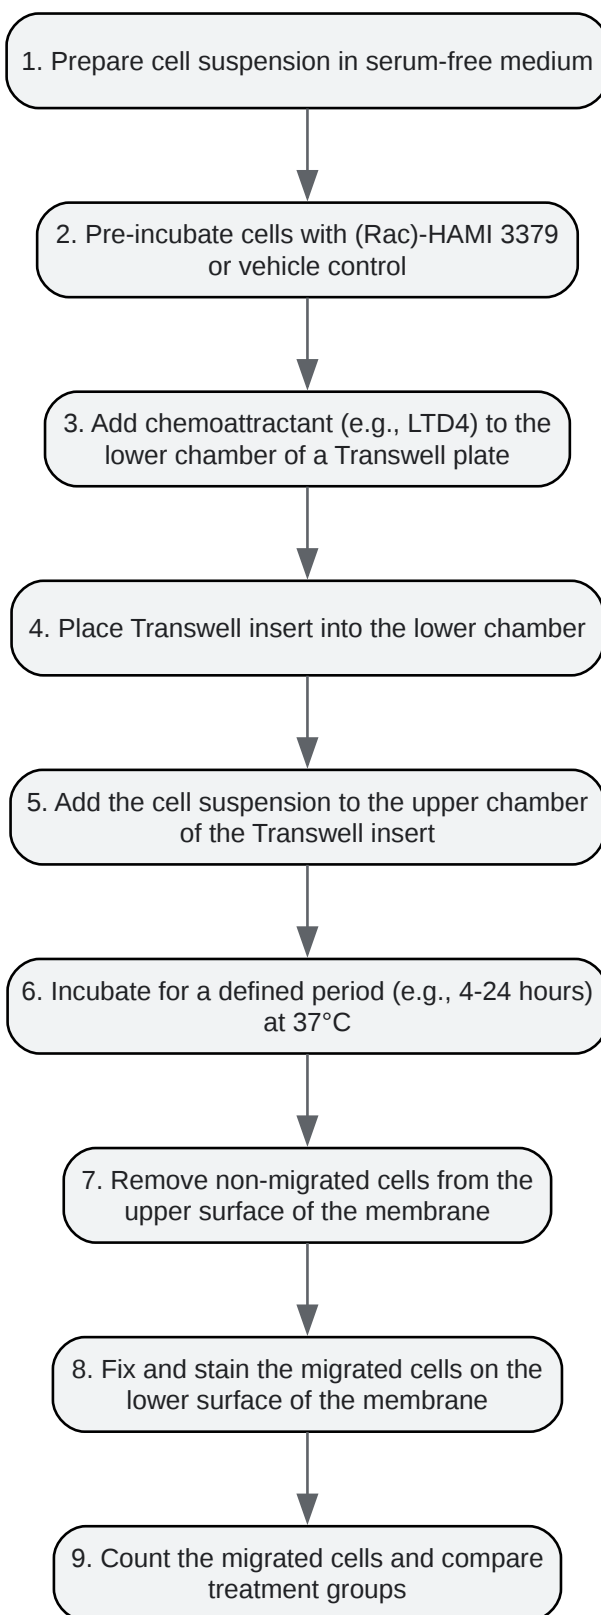 1. Prepare cell suspension in serum-free medium
2. Pre-incubate cells with (Rac)-HAMI 3379
or vehicle control
3. Add chemoattractant (e.g., LTD4) to the
lower chamber of a Transwell plate
4. Place Transwell insert into the lower chamber
5. Add the cell suspension to the upper chamber
of the Transwell insert
6. Incubate for a defined period (e.g., 4-24 hours)
at 37°C
7. Remove non-migrated cells from the
upper surface of the membrane
8. Fix and stain the migrated cells on the
lower surface of the membrane
9. Count the migrated cells and compare
treatment groups